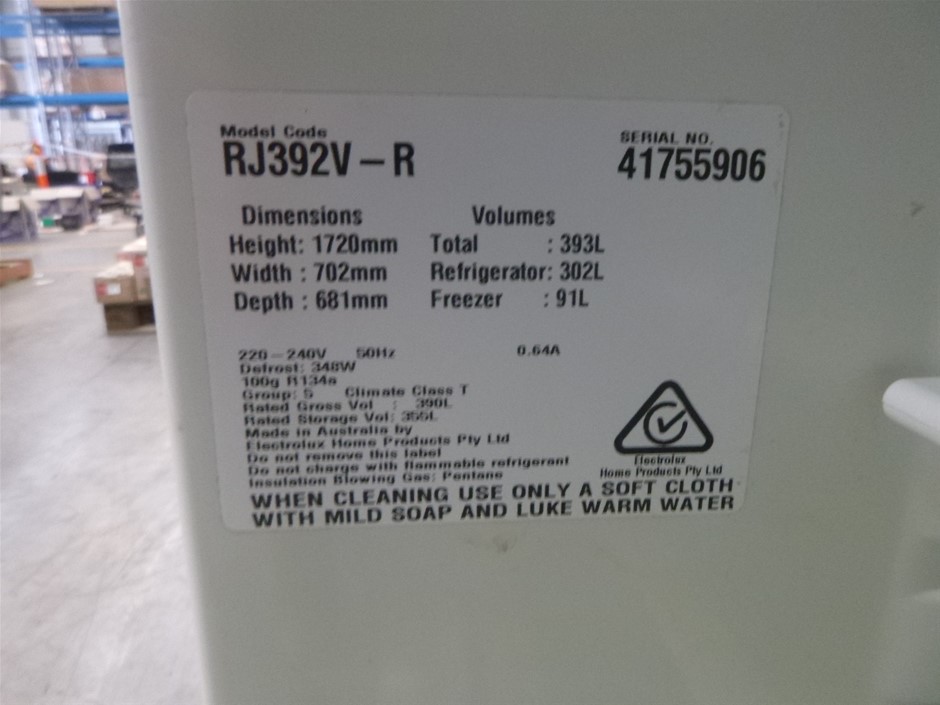 Model Code
RJ392V-R
SERIAL NO.
41755906
Dimensions
Height: 1720mm
Width : 702mm
Depth : 681mm
Volumes
Total : 393L
Refrigerator: 302L
Freezer : 91L
220-240V 50Hz 0.64A
Defrost: 348W
100g R134a
Group: 5 Climate Class T
Rated Gross Vol : 390L
Rated Storage Vol: 355L
Made in Australia by
Electrolux Home Products Pty Ltd
Do not remove this label
Do not charge with flammable refrigerant
Insulation Blowing Gas: Pentane
Electrolux
Home Products Pty Ltd
WHEN CLEANING USE ONLY A SOFT CLOTH
WITH MILD SOAP AND LUKE WARM WATER